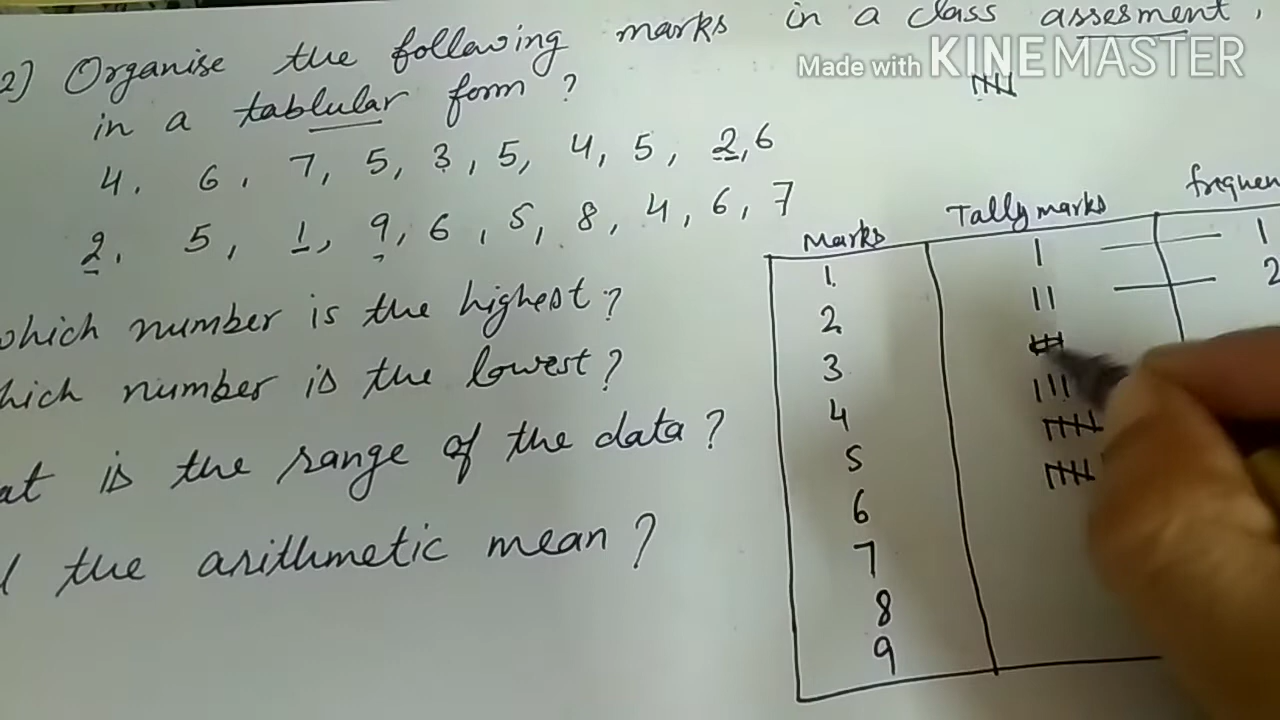 2) Organise the following marks in a class assesment,
in a tablular form?
4, 6, 7, 5, 3, 5, 4, 5, 2, 6
2, 5, 1, 9, 6, 5, 8, 4, 6, 7
which number is the highest?
hich number is the lowest?
at is the range of the data?
the arithmetic mean?
Made with KINEMASTER
Marks Tally marks frequen
1 | 1
2 || 2
3
4 |||
5 ||||
6 ||||
7
8
9